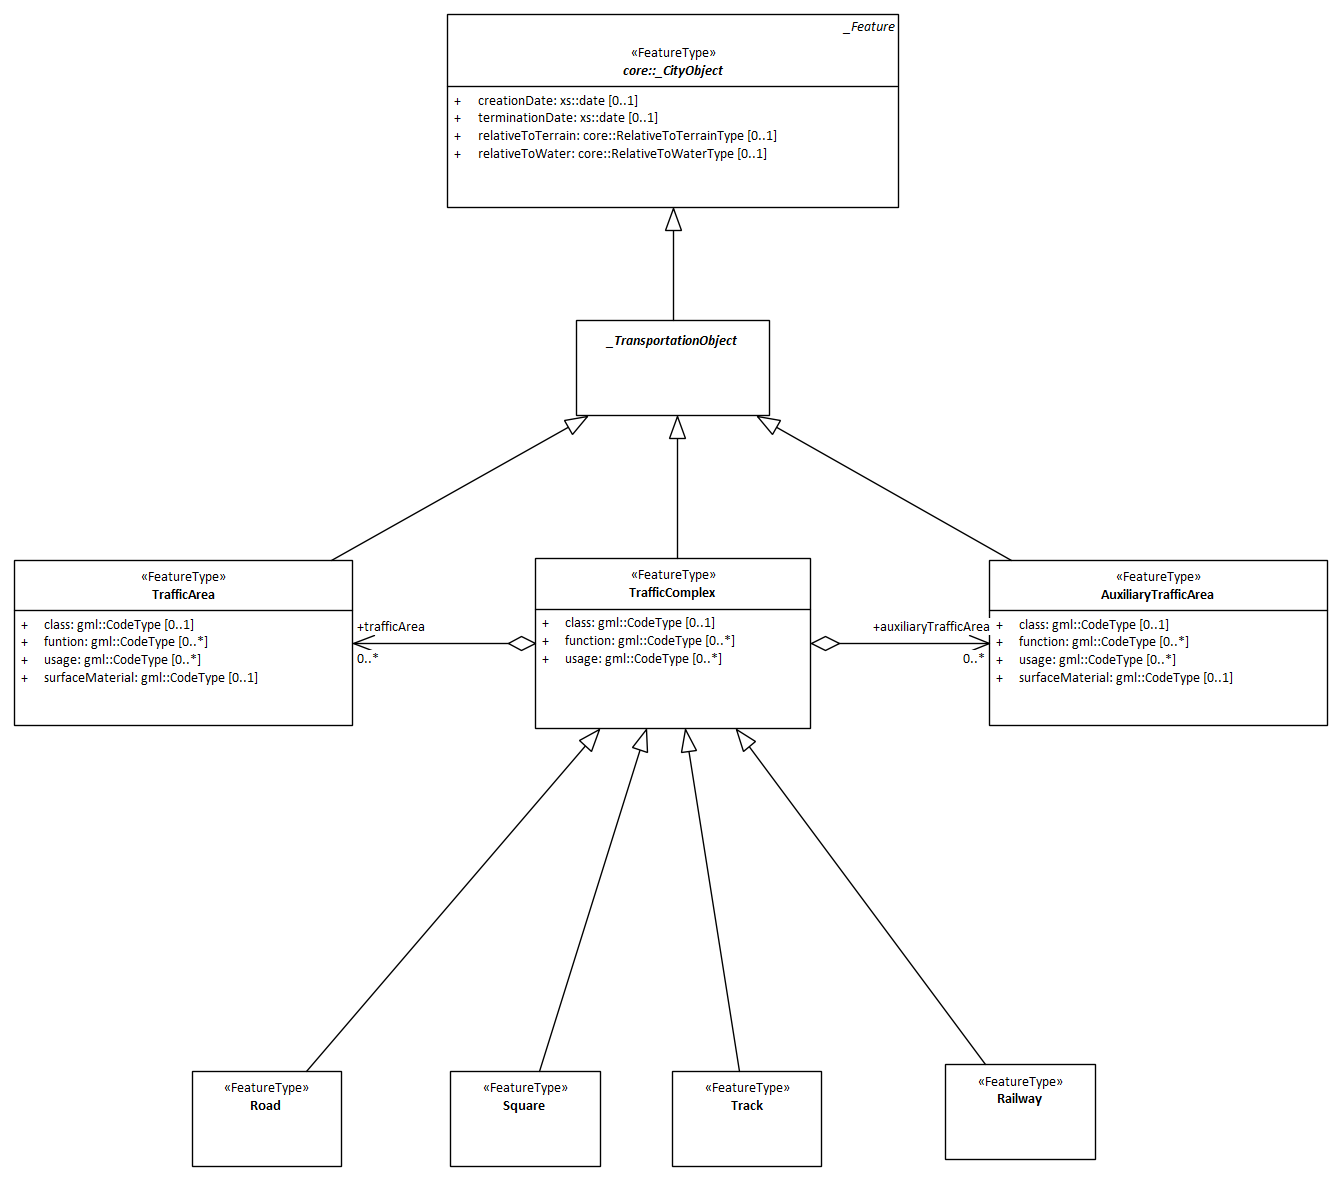 _Feature
«FeatureType»
core::_CityObject
+ creationDate: xs::date [0..1]
+ terminationDate: xs::date [0..1]
+ relativeToTerrain: core::RelativeToTerrainType [0..1]
+ relativeToWater: core::RelativeToWaterType [0..1]
_TransportationObject
«FeatureType»
TrafficArea
+ class: gml::CodeType [0..1]
+ funtion: gml::CodeType [0..*]
+ usage: gml::CodeType [0..*]
+ surfaceMaterial: gml::CodeType [0..1]
+trafficArea
0..*
«FeatureType»
TrafficComplex
+ class: gml::CodeType [0..1]
+ function: gml::CodeType [0..*]
+ usage: gml::CodeType [0..*]
+auxiliaryTrafficArea
0..*
«FeatureType»
AuxiliaryTrafficArea
+ class: gml::CodeType [0..1]
+ function: gml::CodeType [0..*]
+ usage: gml::CodeType [0..*]
+ surfaceMaterial: gml::CodeType [0..1]
«FeatureType»
Road
«FeatureType»
Square
«FeatureType»
Track
«FeatureType»
Railway